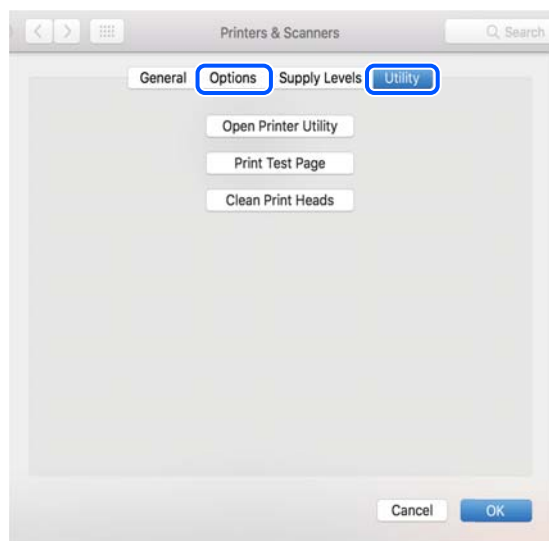 Printers & Scanners Search
General Options Supply Levels Utility
Open Printer Utility
Print Test Page
Clean Print Heads
Cancel OK